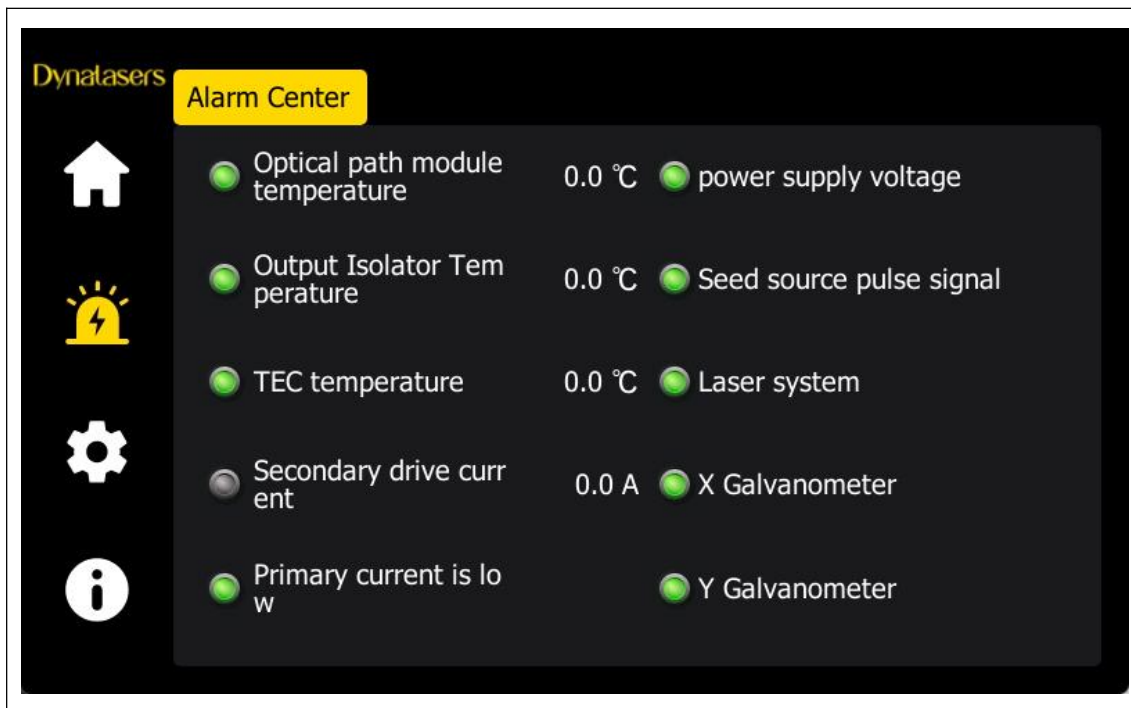 Dynalasers
Alarm Center
Optical path module
temperature
0.0 ℃
power supply voltage
Output Isolator Tem
perature
0.0 ℃
Seed source pulse signal
TEC temperature
0.0 ℃
Laser system
Secondary drive curr
ent
0.0 A
X Galvanometer
Primary current is lo
w
Y Galvanometer